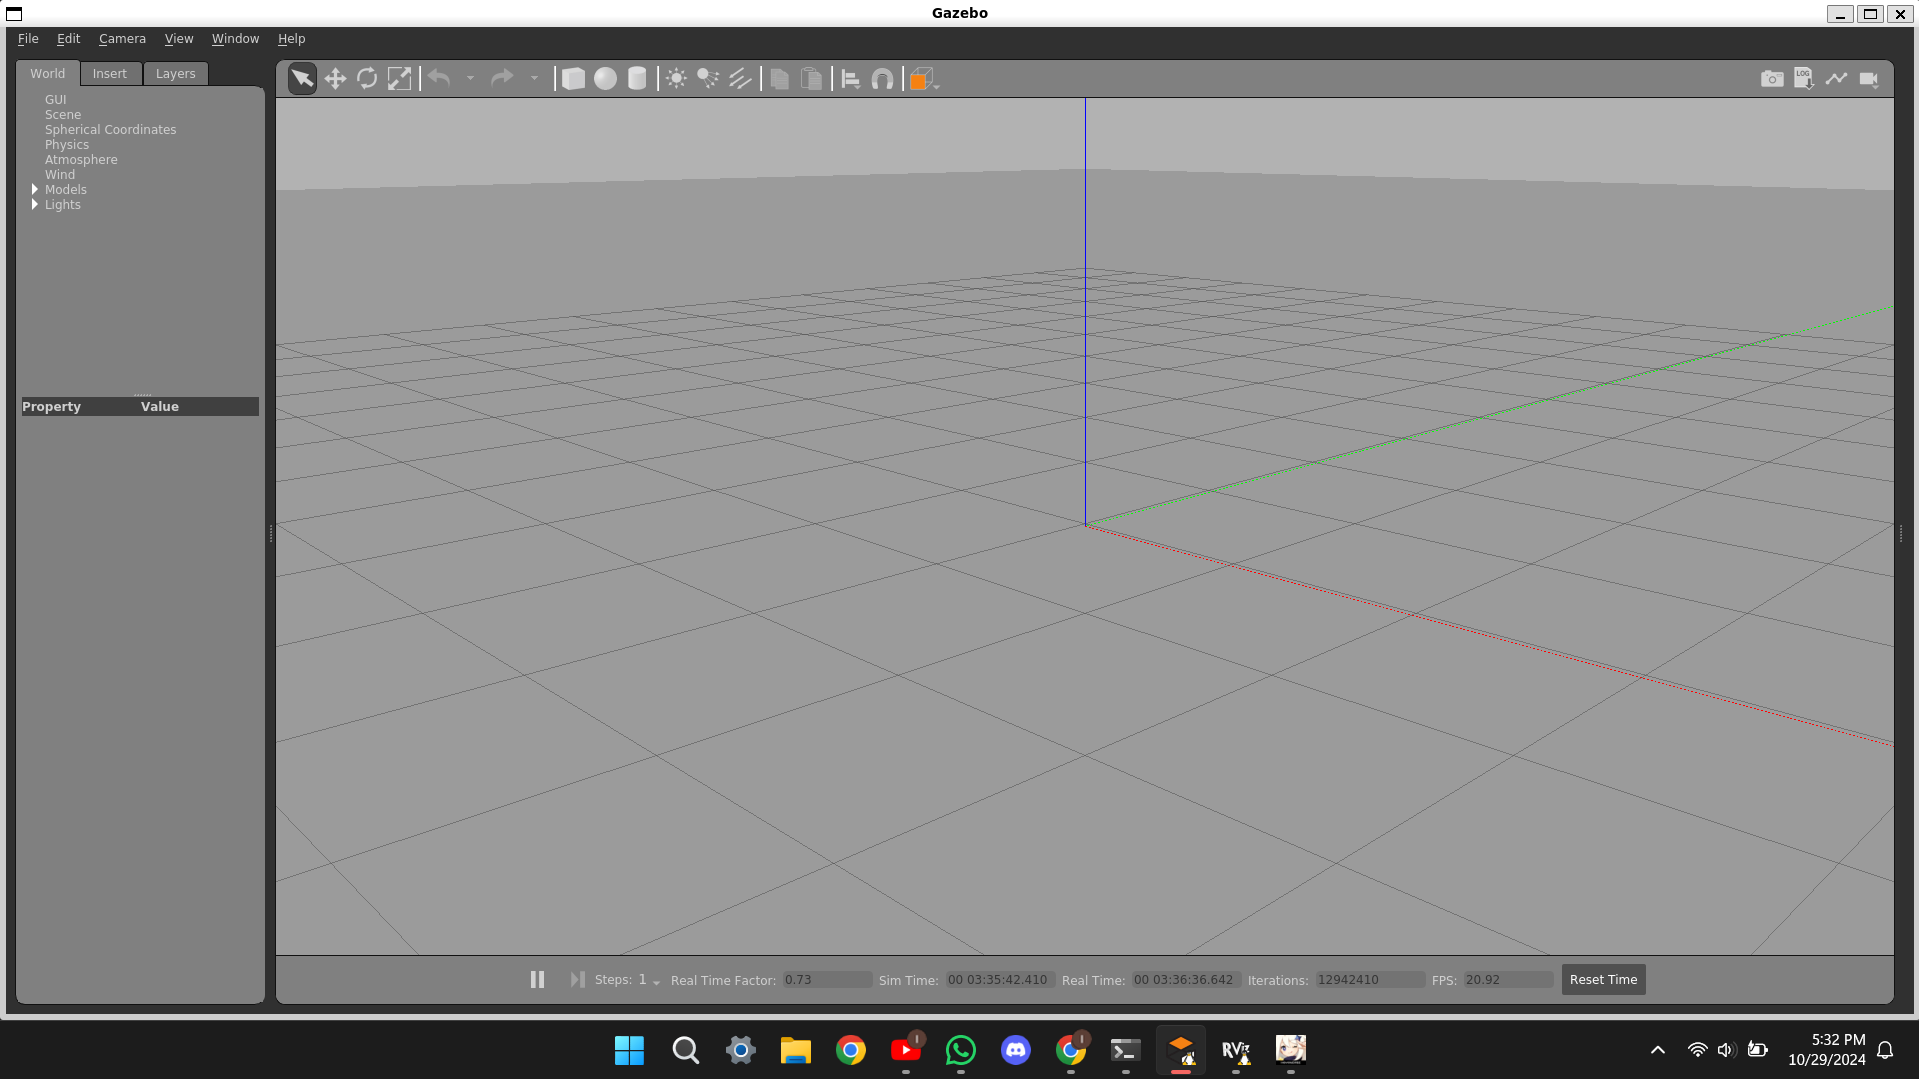 Gazebo
File Edit Camera View Window Help
World Insert Layers
LOG
GUI
Scene
Spherical Coordinates
Physics
Atmosphere
Wind
Models
Lights
Property Value
Steps: 1 Real Time Factor: 0.73 Sim Time: 00 03:35:42.410 Real Time: 00 03:36:36.642 Iterations: 12942410 FPS: 20.92 Reset Time
I
I
RViz
5:32 PM
10/29/2024